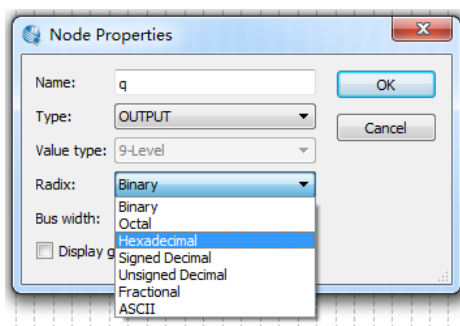 Node Properties
Name: q
OK
Type: OUTPUT
Cancel
Value type: 9-Level
Radix: Binary
Bus width:
Binary
Octal
Hexadecimal
Display g
Signed Decimal
Unsigned Decimal
Fractional
ASCII